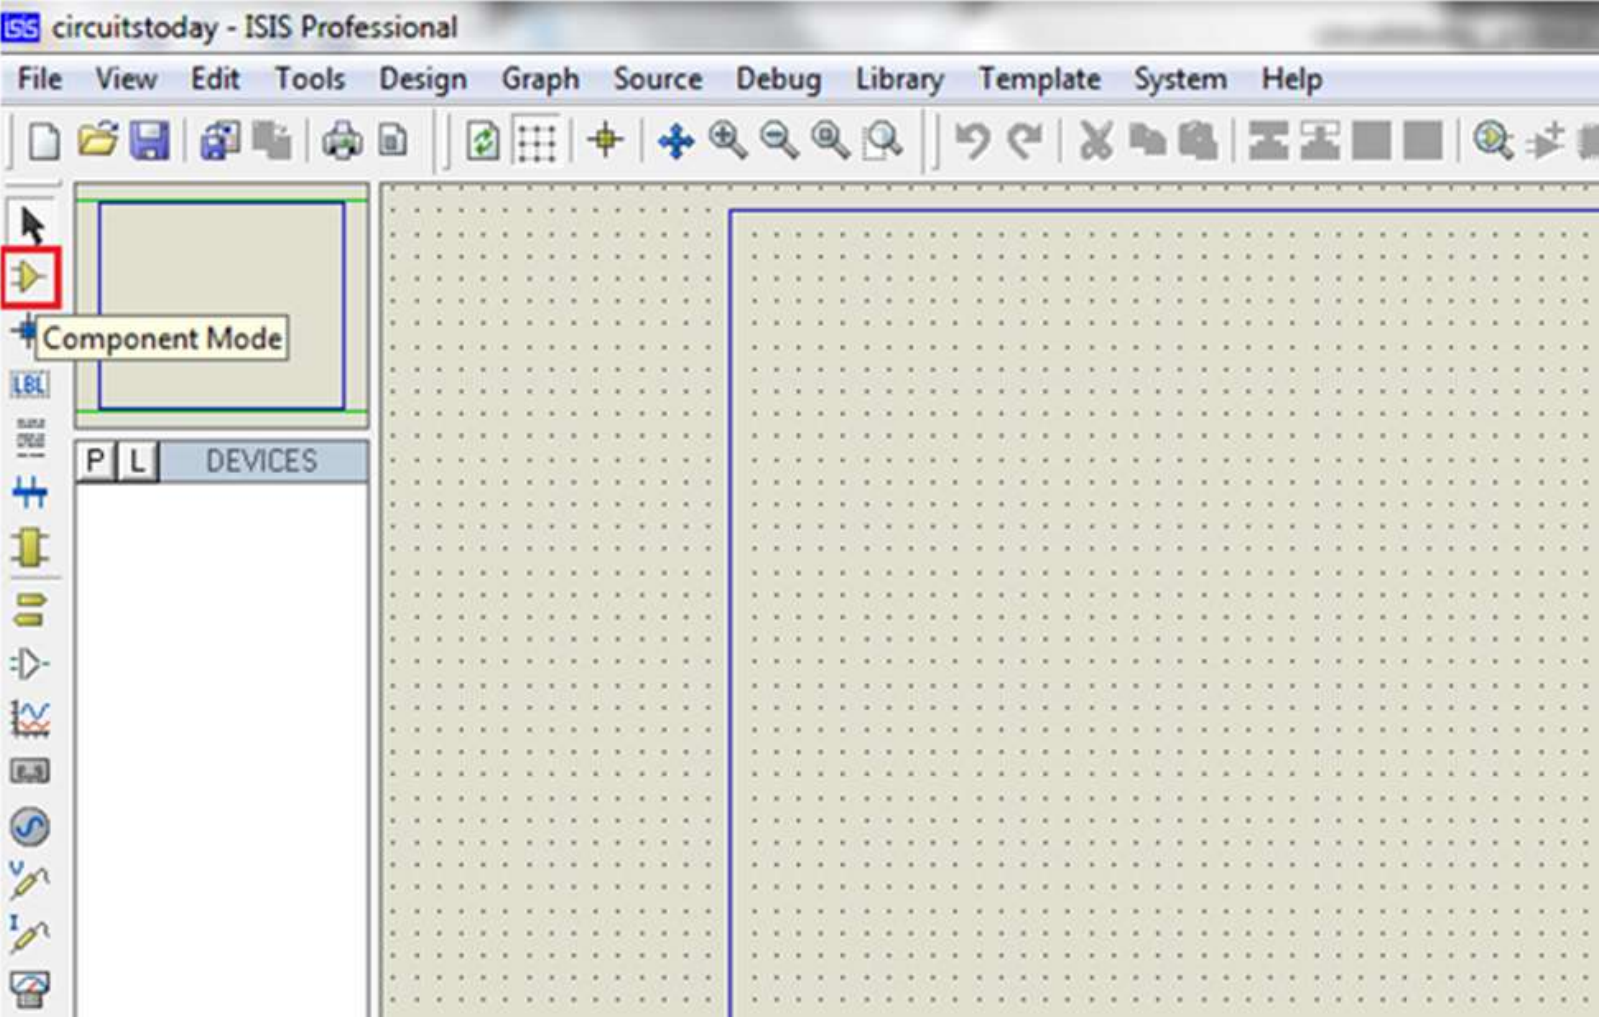 ISIS circuitstoday - ISIS Professional
File View Edit Tools Design Graph Source Debug Library Template System Help
Component Mode
LBL
P L DEVICES
V
I